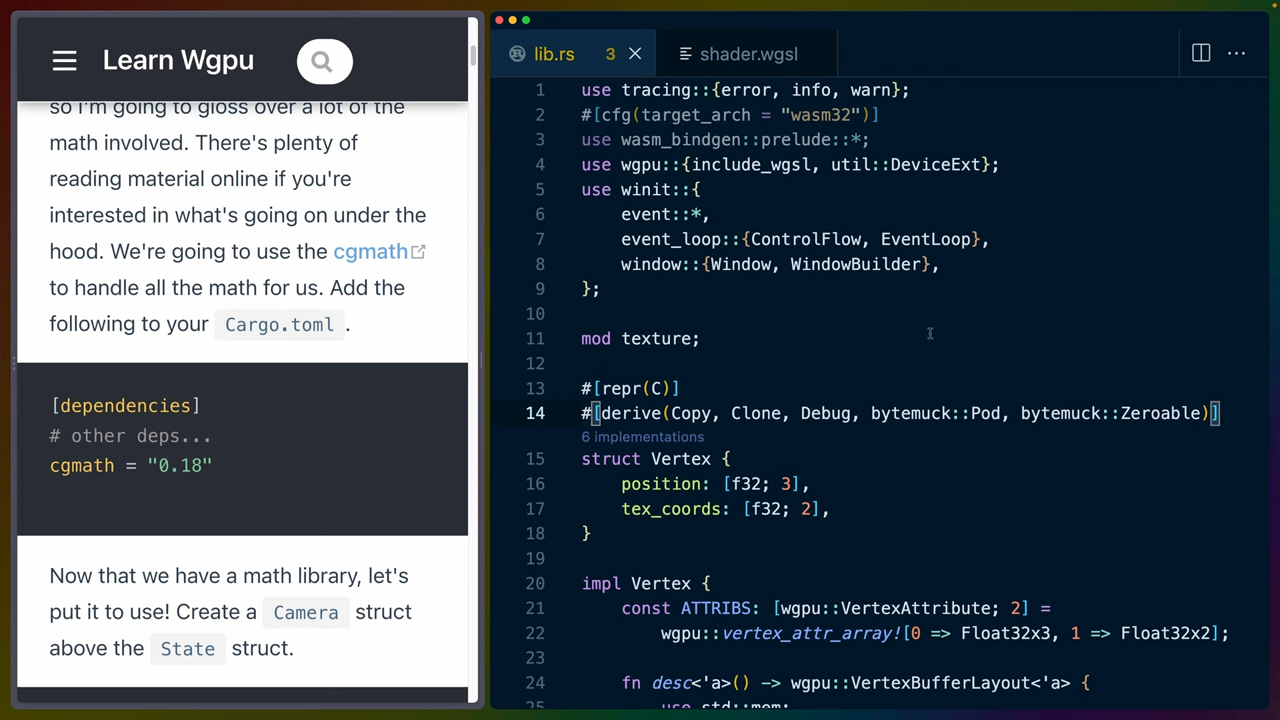 Learn Wgpu
so I'm going to gloss over a lot of the
math involved. There's plenty of
reading material online if you're
interested in what's going on under the
hood. We're going to use the cgmath
to handle all the math for us. Add the
following to your Cargo.toml .
[dependencies]
# other deps...
cgmath = "0.18"
Now that we have a math library, let's
put it to use! Create a Camera struct
above the State struct.
lib.rs 3
shader.wgsl
1 use tracing::{error, info, warn};
2 #[cfg(target_arch = "wasm32")]
3 use wasm_bindgen::prelude::*;
4 use wgpu::{include_wgsl, util::DeviceExt};
5 use winit::{
6 event::*,
7 event_loop::{ControlFlow, EventLoop},
8 window::{Window, WindowBuilder},
9 };
10
11 mod texture;
12
13 #[repr(C)]
14 #[derive(Copy, Clone, Debug, bytemuck::Pod, bytemuck::Zeroable)]
6 implementations
15 struct Vertex {
16 position: [f32; 3],
17 tex_coords: [f32; 2],
18 }
19
20 impl Vertex {
21 const ATTRIBS: [wgpu::VertexAttribute; 2] =
22 wgpu::vertex_attr_array![0 => Float32x3, 1 => Float32x2];
23
24 fn desc<'a>() -> wgpu::VertexBufferLayout<'a> {
25 use std::mem;